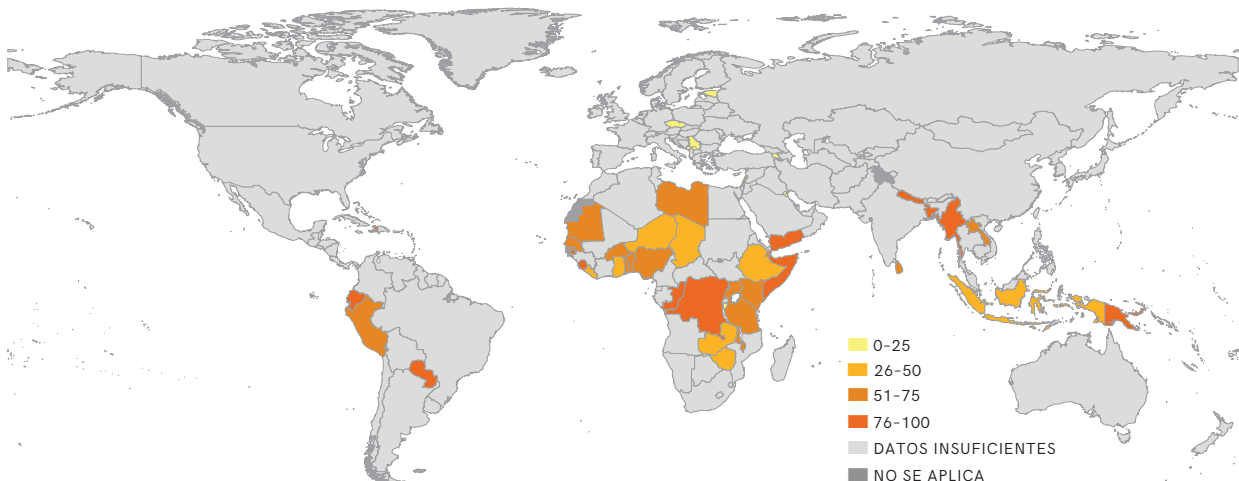 0-25
26-50
51-75
76-100
DATOS INSUFICIENTES
NO SE APLICA